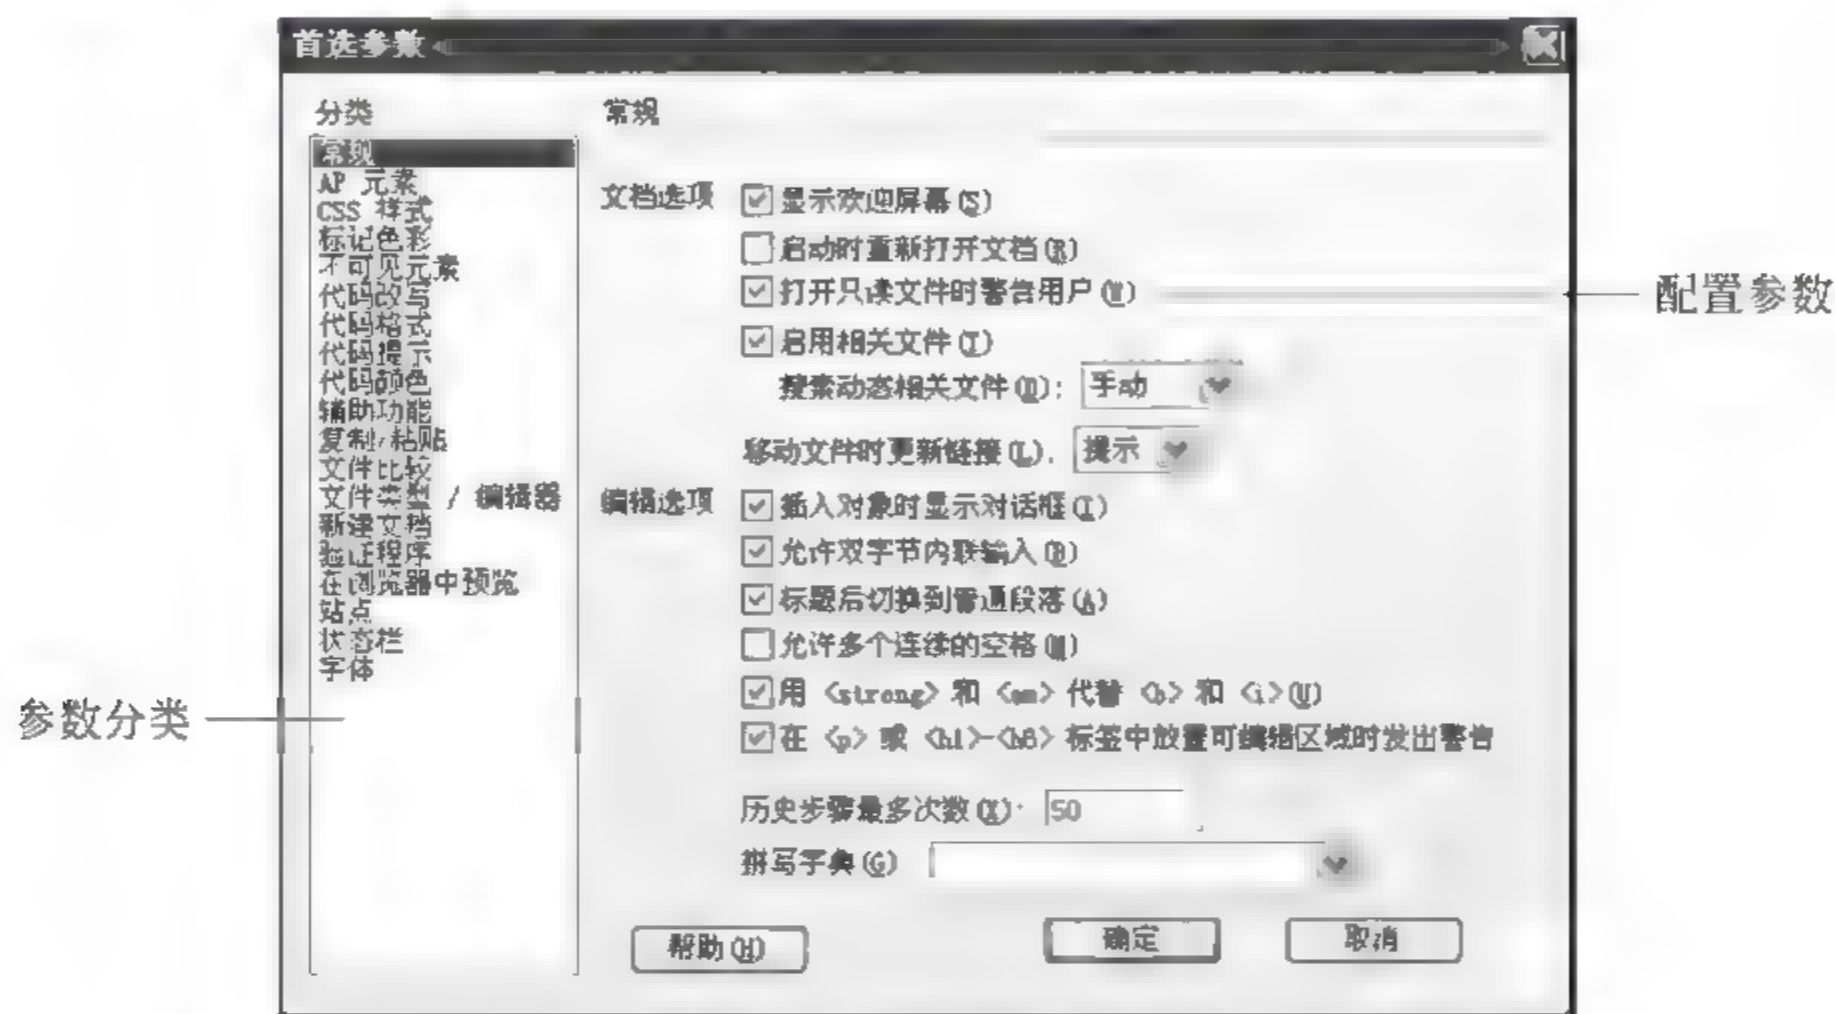 首选参数
分类
常规
AP 元素
CSS 样式
标记色彩
不可见元素
代码改写
代码格式
代码提示
代码颜色
辅助功能
复制/粘贴
文件比较
文件类型 / 编辑器
新建文档
验证程序
在浏览器中预览
站点
状态栏
字体
参数分类
常规
文档选项 显示欢迎屏幕(S)
启动时重新打开文档(R)
打开只读文件时警告用户(W)
启用相关文件(T)
搜索动态相关文件(D): 手动
移动文件时更新链接(L): 提示
编辑选项 插入对象时显示对话框(I)
允许双字节内联输入(B)
标题后切换到普通段落(A)
允许多个连续的空格(M)
用 <strong> 和 <em> 代替 <b> 和 <i>(U)
在 <p> 或 <h1>-<h6> 标签中放置可编辑区域时发出警告
历史步骤最多次数(X): 50
拼写字典(G)
帮助(H) 确定 取消
配置参数